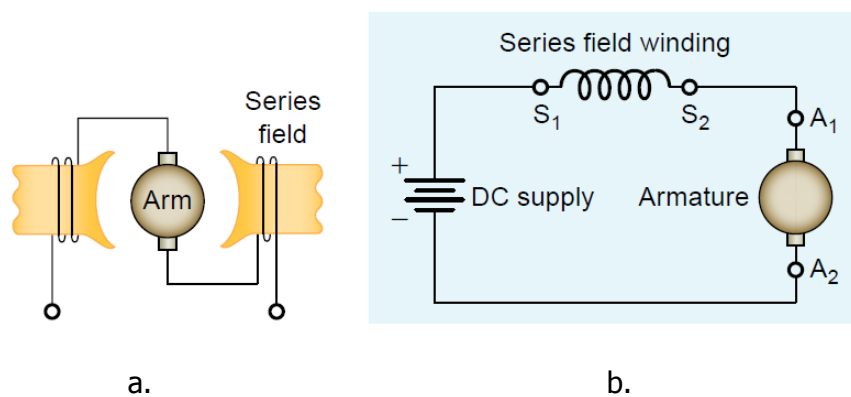 Series
field
Arm
a.
Series field winding
S₁ S₂
A₁
+
DC supply Armature
−
A₂
b.